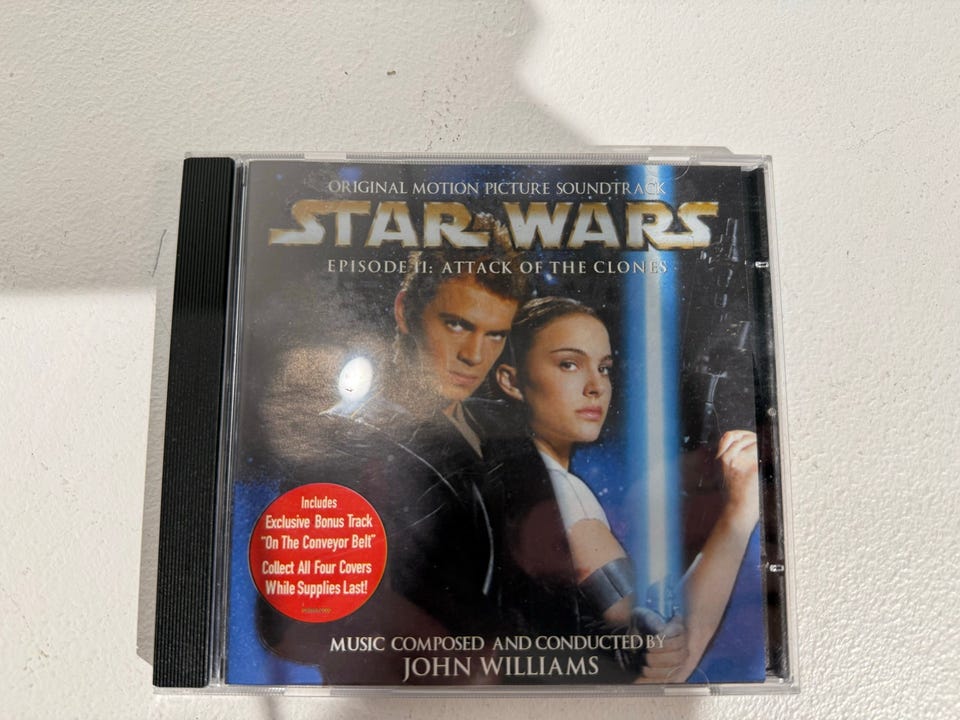 ORIGINAL MOTION PICTURE SOUNDTRACK
STAR WARS
EPISODE II: ATTACK OF THE CLONES
Includes
Exclusive Bonus Track
"On The Conveyor Belt"
Collect All Four Covers
While Supplies Last!
MUSIC COMPOSED AND CONDUCTED BY
JOHN WILLIAMS